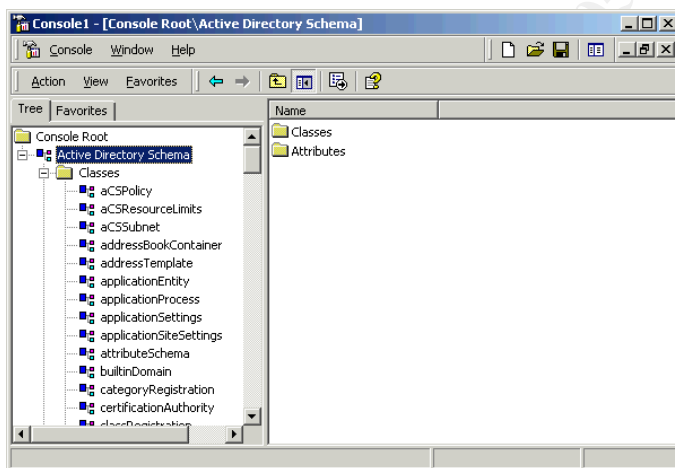 Console1 - [Console Root\Active Directory Schema]
Console Window Help
Action View Favorites
Tree Favorites
Name
Console Root
Active Directory Schema
Classes
aCSPolicy
aCSResourceLimits
aCSSubnet
addressBookContainer
addressTemplate
applicationEntity
applicationProcess
applicationSettings
applicationSiteSettings
attributeSchema
builtinDomain
categoryRegistration
certificationAuthority
classRegistration
Classes
Attributes